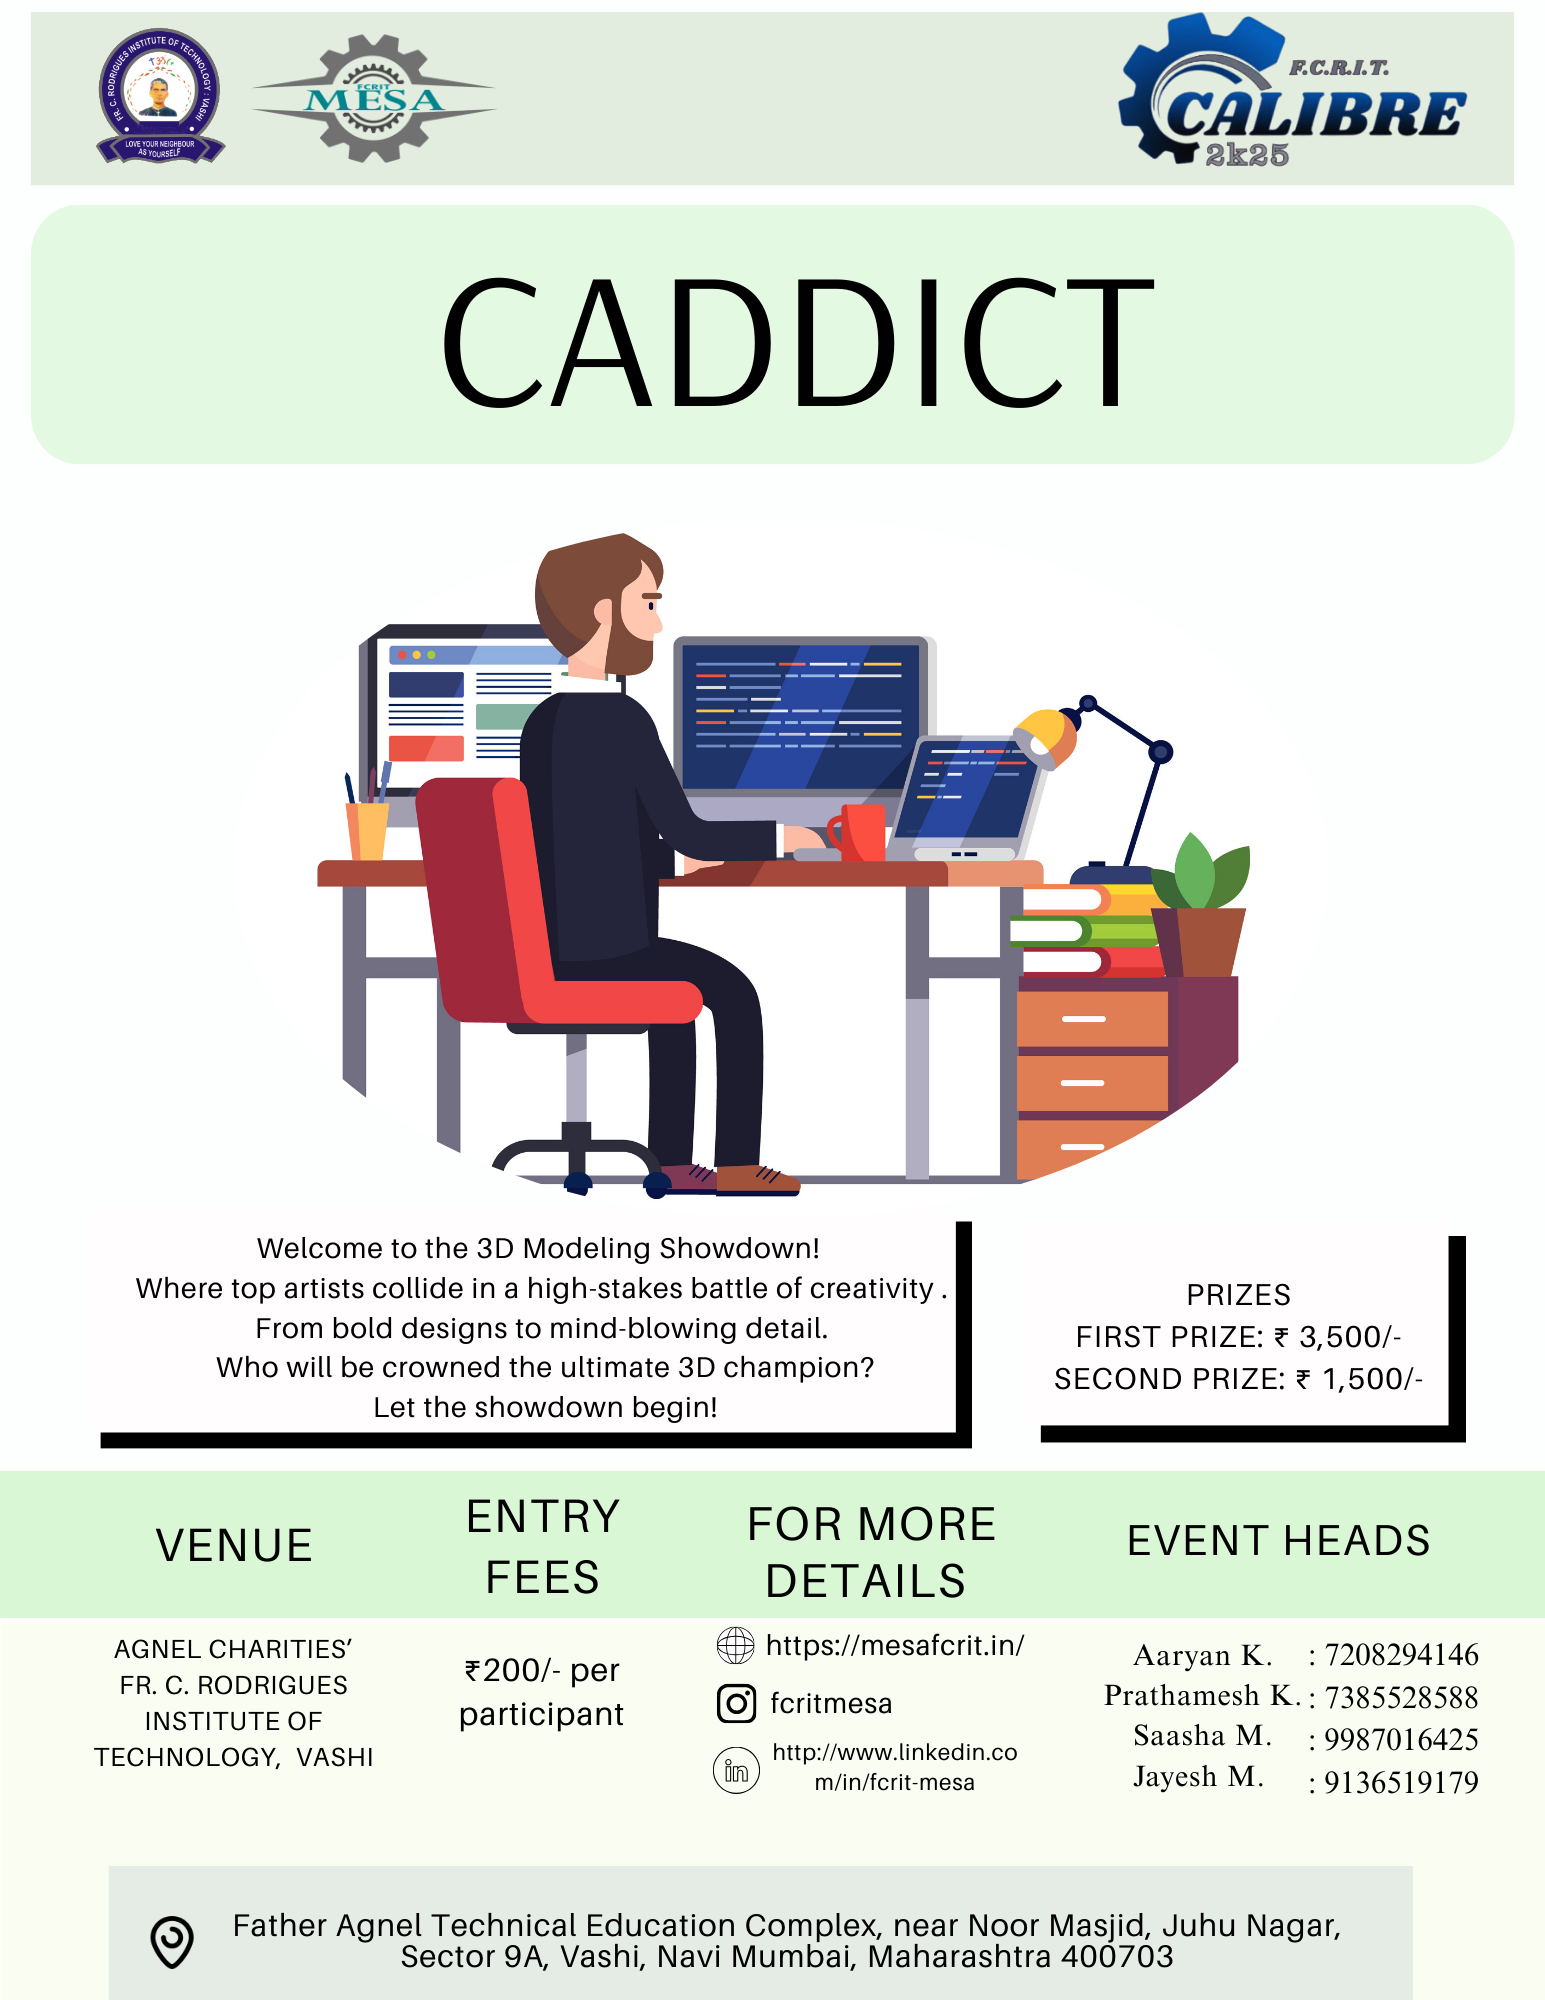 FR. C. RODRIGUES INSTITUTE OF TECHNOLOGY : VASHI
LOVE YOUR NEIGHBOUR
AS YOURSELF
FCRIT
MESA
F.C.R.I.T.
CALIBRE
2k25
CADDICT
Welcome to the 3D Modeling Showdown!
Where top artists collide in a high-stakes battle of creativity .
From bold designs to mind-blowing detail.
Who will be crowned the ultimate 3D champion?
Let the showdown begin!
PRIZES
FIRST PRIZE: ₹ 3,500/-
SECOND PRIZE: ₹ 1,500/-
VENUE
AGNEL CHARITIES’
FR. C. RODRIGUES
INSTITUTE OF
TECHNOLOGY, VASHI
ENTRY
FEES
₹200/- per
participant
FOR MORE
DETAILS
https://mesafcrit.in/
fcritmesa
in
http://www.linkedin.co
m/in/fcrit-mesa
EVENT HEADS
Aaryan K. : 7208294146
Prathamesh K. : 7385528588
Saasha M. : 9987016425
Jayesh M. : 9136519179
Father Agnel Technical Education Complex, near Noor Masjid, Juhu Nagar,
Sector 9A, Vashi, Navi Mumbai, Maharashtra 400703